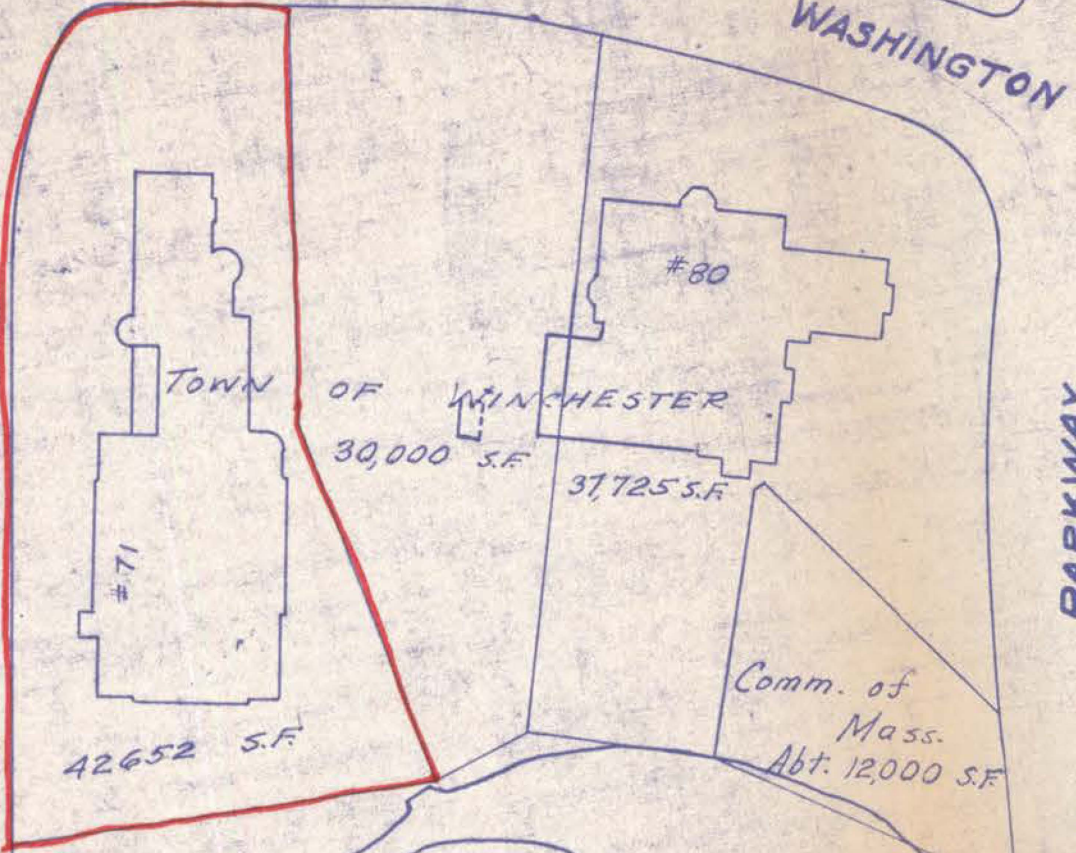 WASHINGTON
#80
TOWN OF WINCHESTER
30,000 S.F.
37,725 S.F.
PARKWAY
#71
Comm. of
Mass.
Abt. 12,000 S.F.
42652 S.F.